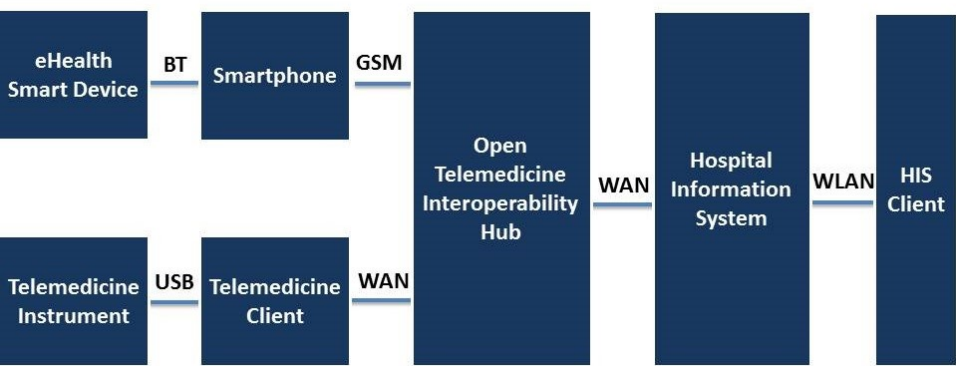 eHealth
Smart Device
BT
Smartphone
GSM
Telemedicine
Instrument
USB
Telemedicine
Client
WAN
Open
Telemedicine
Interoperability
Hub
WAN
Hospital
Information
System
WLAN
HIS
Client